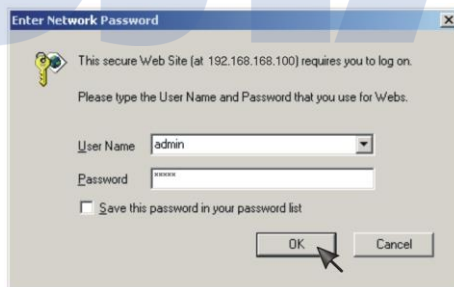 Enter Network Password
This secure Web Site (at 192.168.168.100) requires you to log on.
Please type the User Name and Password that you use for Webs.
User Name admin
Password *****
Save this password in your password list
OK Cancel